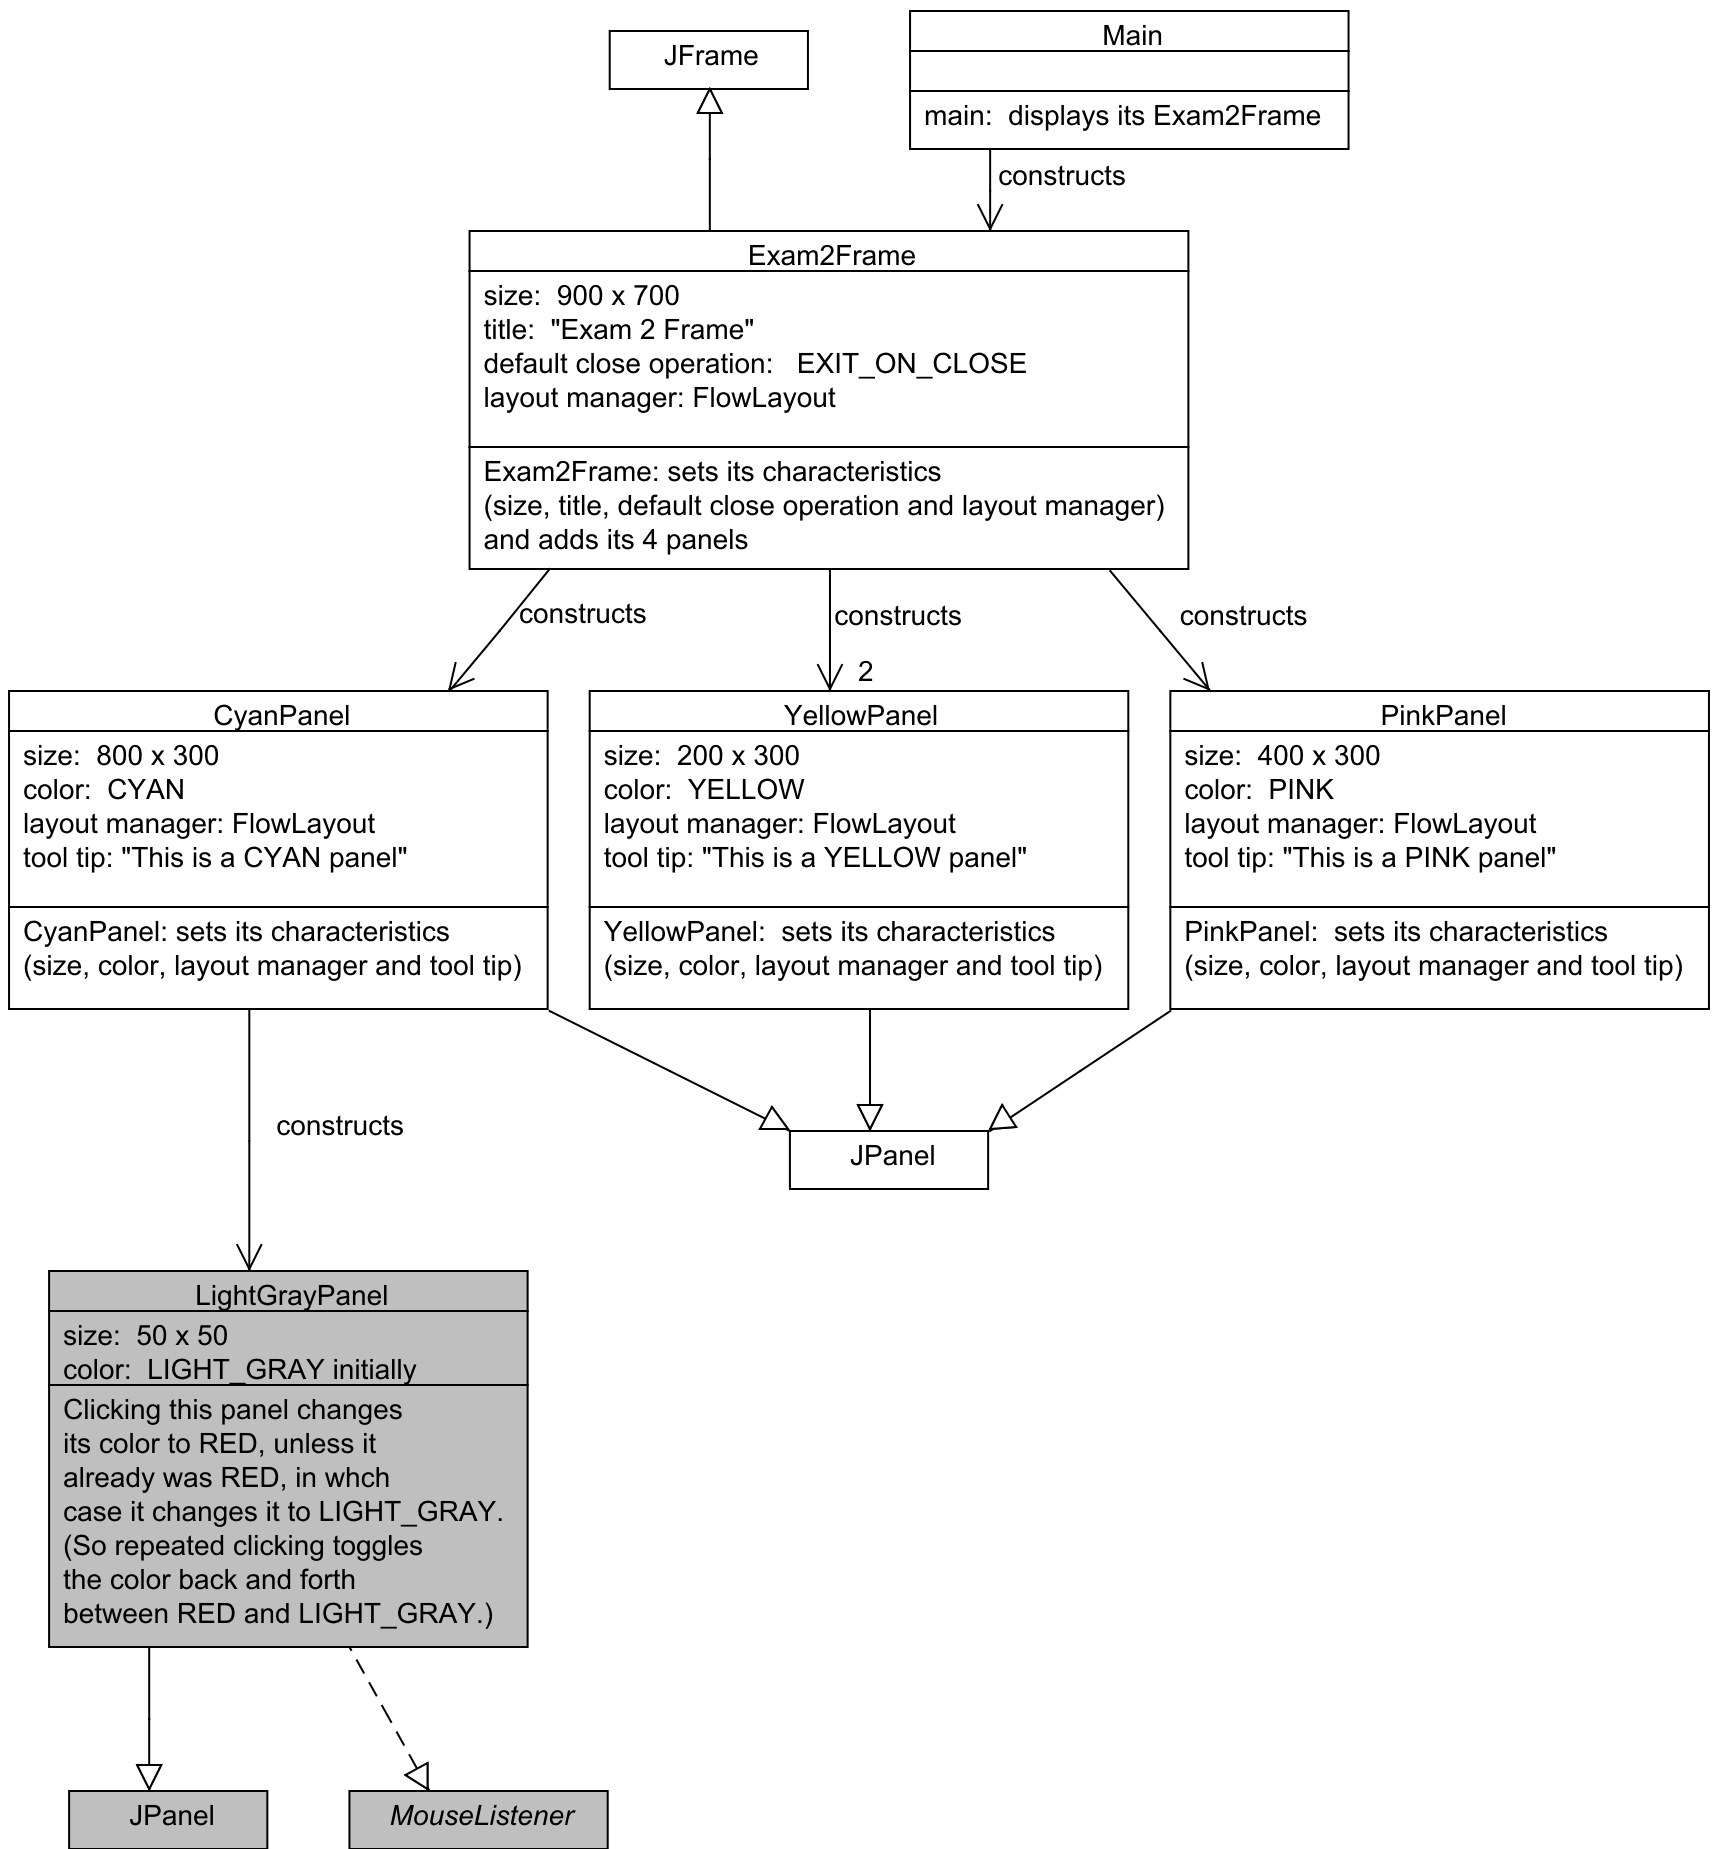 JFrame
Main
main:  displays its Exam2Frame
constructs
Exam2Frame
size:  900 x 700
title:  "Exam 2 Frame"
default close operation:   EXIT_ON_CLOSE
layout manager: FlowLayout
Exam2Frame: sets its characteristics
(size, title, default close operation and layout manager)
and adds its 4 panels
constructs
constructs
constructs
2
CyanPanel
size:  800 x 300
color:  CYAN
layout manager: FlowLayout
tool tip: "This is a CYAN panel"
CyanPanel: sets its characteristics
(size, color, layout manager and tool tip)
YellowPanel
size:  200 x 300
color:  YELLOW
layout manager: FlowLayout
tool tip: "This is a YELLOW panel"
YellowPanel:  sets its characteristics
(size, color, layout manager and tool tip)
PinkPanel
size:  400 x 300
color:  PINK
layout manager: FlowLayout
tool tip: "This is a PINK panel"
PinkPanel:  sets its characteristics
(size, color, layout manager and tool tip)
constructs
JPanel
LightGrayPanel
size:  50 x 50
color:  LIGHT_GRAY initially
Clicking this panel changes
its color to RED, unless it
already was RED, in whch
case it changes it to LIGHT_GRAY.
(So repeated clicking toggles
the color back and forth
between RED and LIGHT_GRAY.)
JPanel
MouseListener